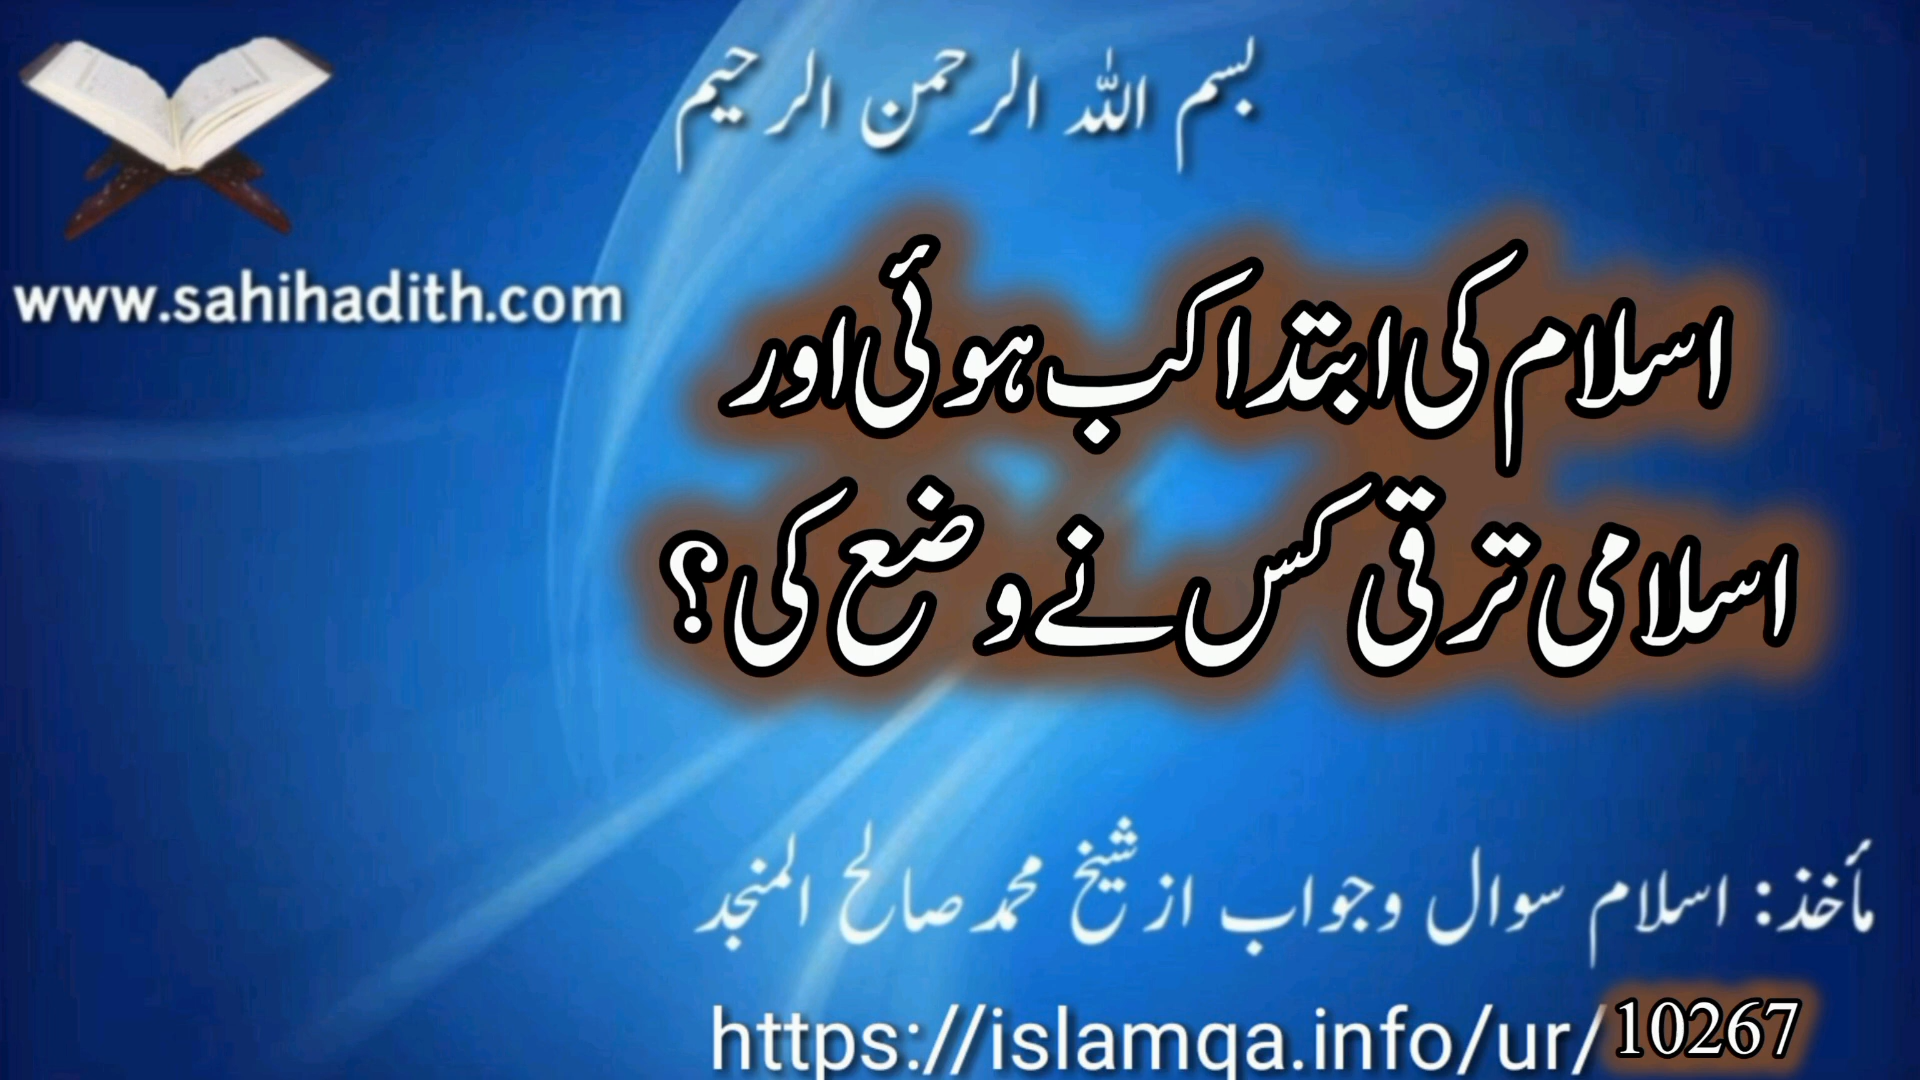 بسم اللہ الرحمن الرحیم
www.sahihadith.com
اسلام کی ابتدا کب ہوئی اور
اسلامی ترقی کس نے وضع کی؟
مأخذ: اسلام سوال وجواب از شیخ محمد صالح المنجد
https://islamqa.info/ur/10267